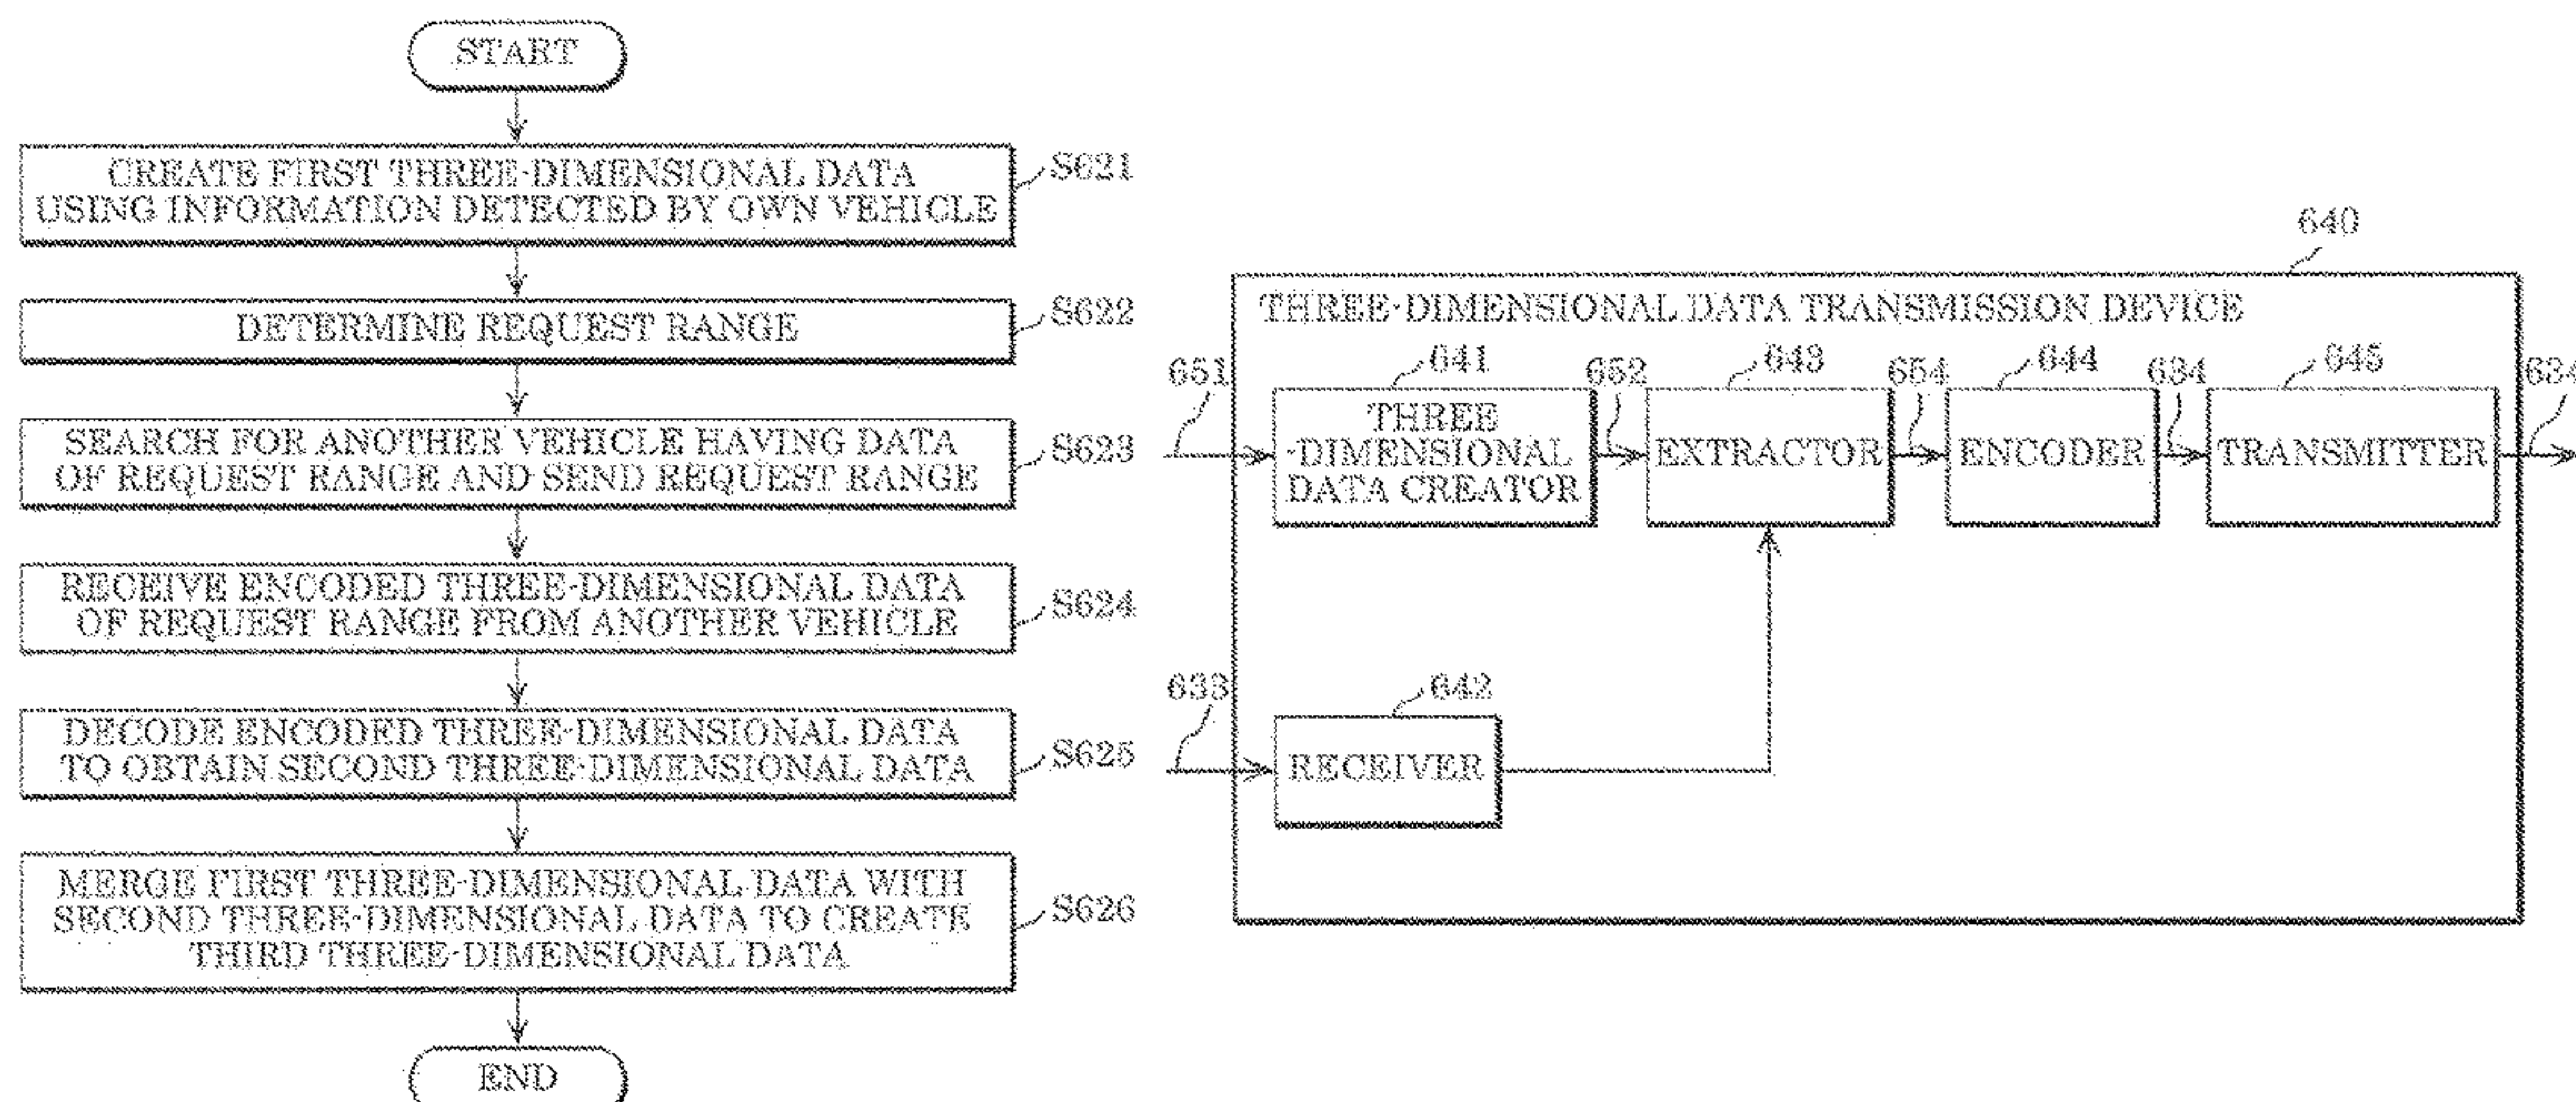 START
CREATE FIRST THREE-DIMENSIONAL DATA
USING INFORMATION DETECTED BY OWN VEHICLE
S621
DETERMINE REQUEST RANGE
S622
SEARCH FOR ANOTHER VEHICLE HAVING DATA
OF REQUEST RANGE AND SEND REQUEST RANGE
S623
RECEIVE ENCODED THREE-DIMENSIONAL DATA
OF REQUEST RANGE FROM ANOTHER VEHICLE
S624
DECODE ENCODED THREE-DIMENSIONAL DATA
TO OBTAIN SECOND THREE-DIMENSIONAL DATA
S625
MERGE FIRST THREE-DIMENSIONAL DATA WITH
SECOND THREE-DIMENSIONAL DATA TO CREATE
THIRD THREE-DIMENSIONAL DATA
S626
END
640
THREE-DIMENSIONAL DATA TRANSMISSION DEVICE
651
641
652
643
654
644
634
645
634
THREE
-DIMENSIONAL
DATA CREATOR
EXTRACTOR
ENCODER
TRANSMITTER
633
642
RECEIVER